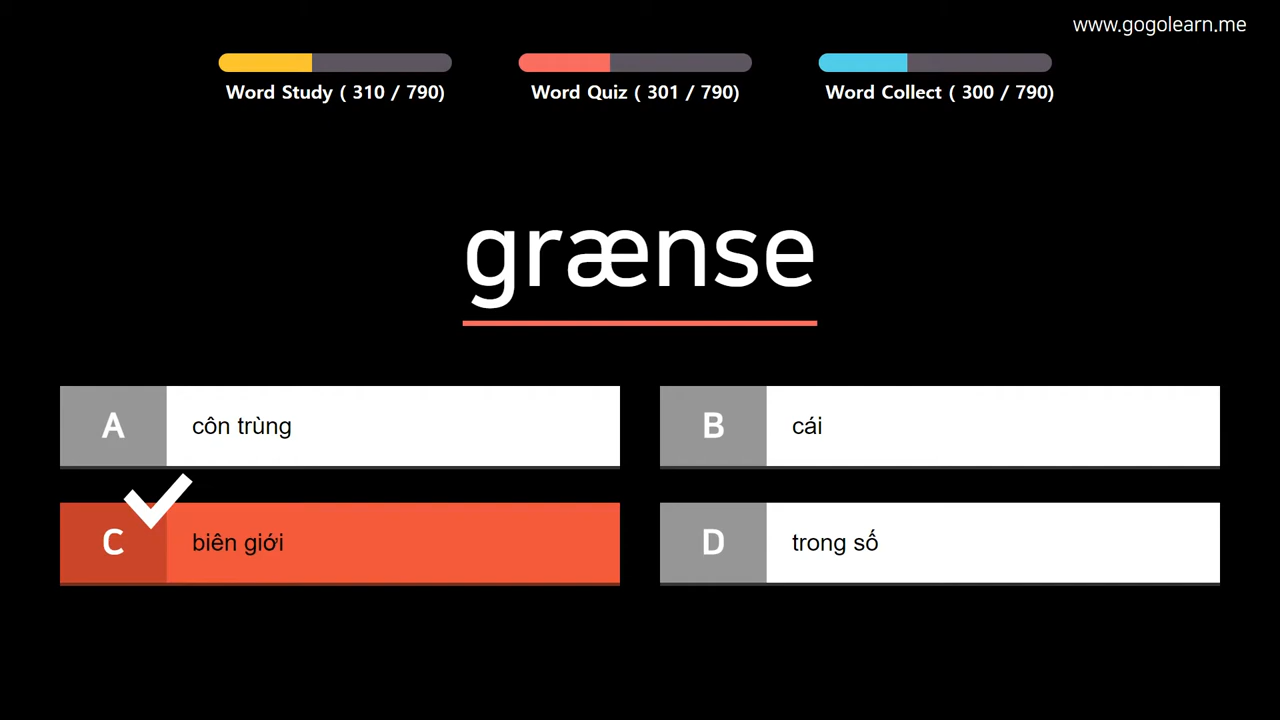 www.gogolearn.me
Word Study ( 310 / 790)
Word Quiz ( 301 / 790)
Word Collect ( 300 / 790)
grænse
A côn trùng
B cái
C biên giới
D trong số